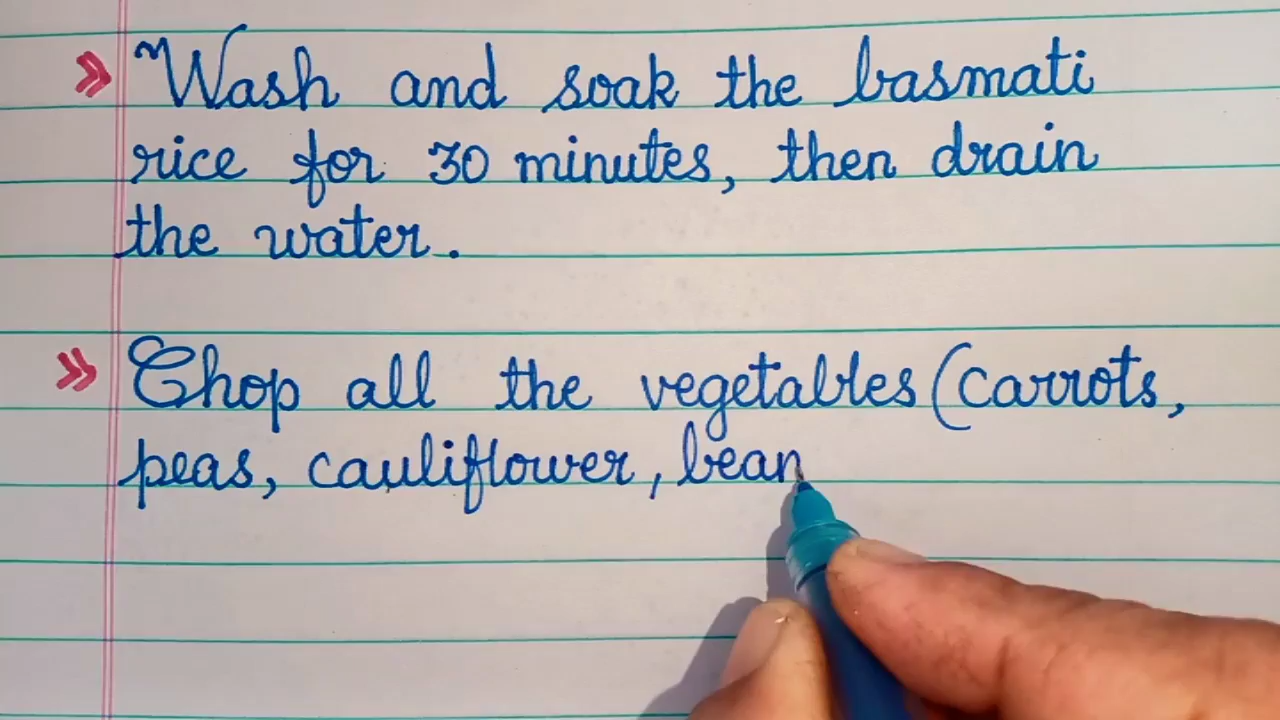 » Wash and soak the basmati
rice for 30 minutes, then drain
the water.
» Chop all the vegetables (carrots,
peas, cauliflower, bean